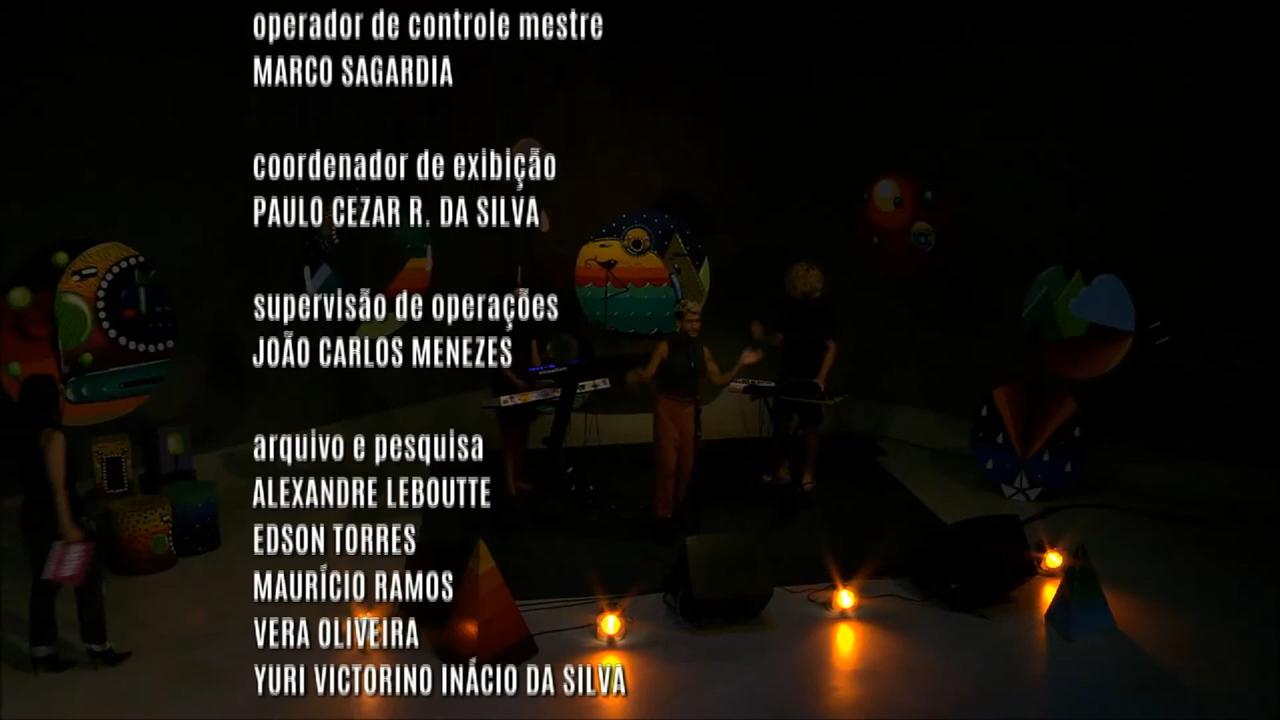 operador de controle mestre
MARCO SAGARDIA
coordenador de exibição
PAULO CEZAR R. DA SILVA
supervisão de operações
JOÃO CARLOS MENEZES
arquivo e pesquisa
ALEXANDRE LEBOUTTE
EDSON TORRES
MAURÍCIO RAMOS
VERA OLIVEIRA
YURI VICTORINO INÁCIO DA SILVA